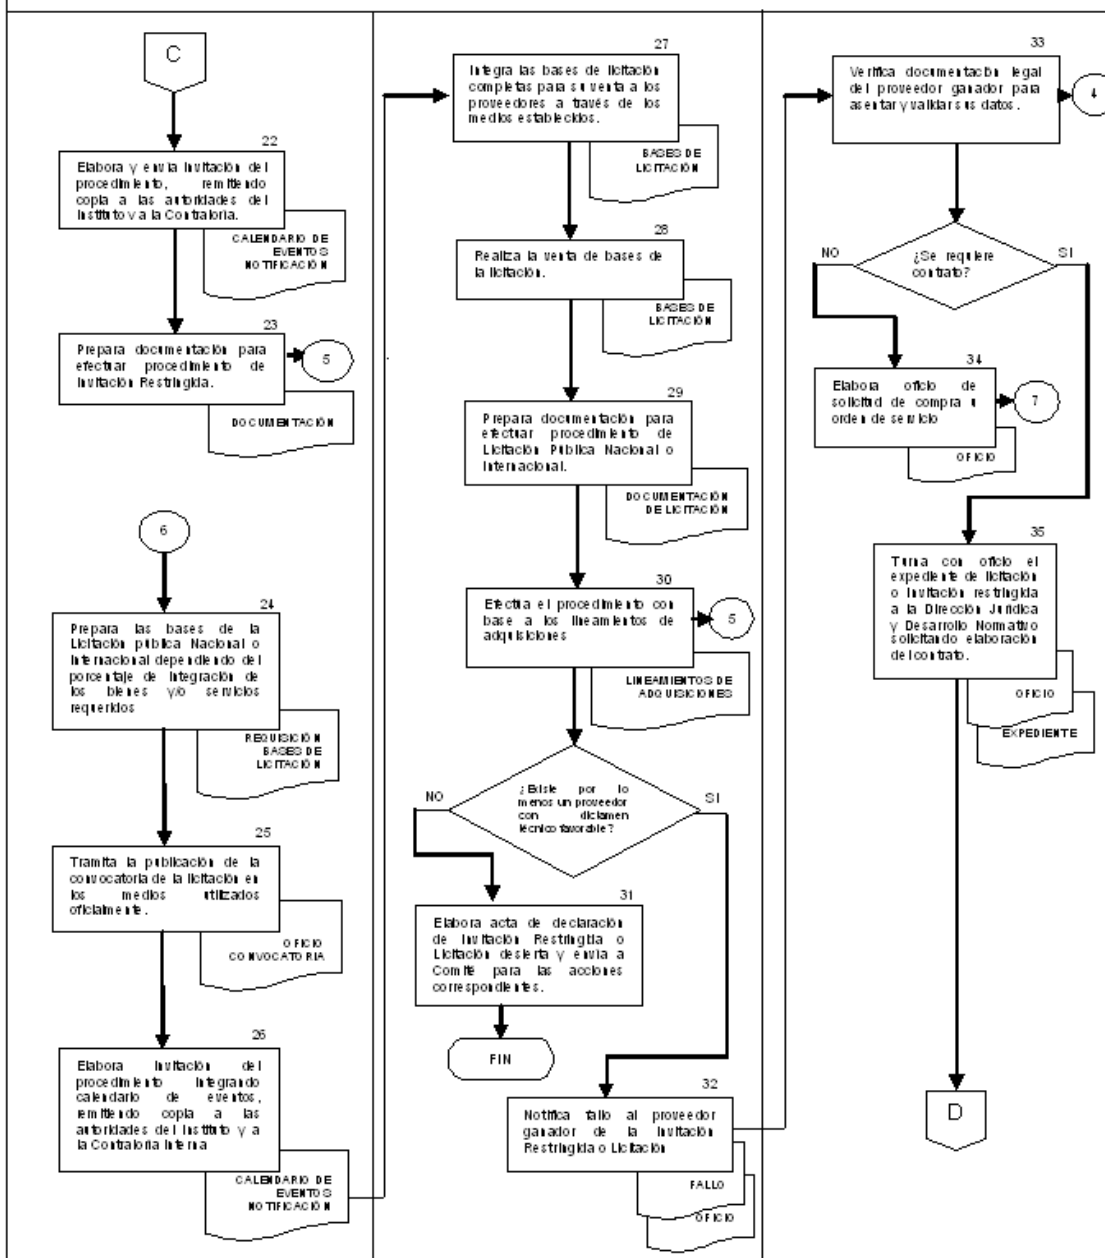 C
22
Elabora y envía invitación del
procedimiento, remitiendo
copia a las autoridades del
Instituto y a la Contraloría.
CALENDARIO DE
EVENTOS
NOTIFICACIÓN
23
Prepara documentación para
efectuar procedimiento de
Invitación Restringida.
5
DOCUMENTACIÓN
6
24
Prepara las bases de la
Licitación pública Nacional o
Internacional dependiendo del
porcentaje de integración de
los bienes y/o servicios
requeridos
REQUISICIÓN
BASES DE
LICITACIÓN
25
Tramita la publicación de la
convocatoria de la licitación en
los medios utilizados
oficialmente.
OFICIO
CONVOCATORIA
26
Elabora invitación del
procedimiento integrando
calendario de eventos,
remitiendo copia a las
autoridades del Instituto y a
la Contraloría Interna
CALENDARIO DE
EVENTOS
NOTIFICACIÓN
27
Integra las bases de licitación
completas para su venta a los
proveedores a través de los
medios establecidos.
BASES DE
LICITACIÓN
28
Realiza la venta de bases de
la licitación.
BASES DE
LICITACIÓN
29
Prepara documentación para
efectuar procedimiento de
Licitación Pública Nacional o
Internacional.
DOCUMENTACIÓN
DE LICITACIÓN
30
Efectúa el procedimiento con
base a los lineamientos de
adquisiciones
5
LINEAMIENTOS DE
ADQUISICIONES
¿Existe por lo
menos un proveedor
con dictamen
técnico favorable?
NO
SI
31
Elabora acta de declaración
de Invitación Restringida o
Licitación desierta y envía a
Comité para las acciones
correspondientes.
FIN
32
Notifica fallo al proveedor
ganador de la Invitación
Restringida o Licitación
FALLO
OFICIO
33
Verifica documentación legal
del proveedor ganador para
asentar y validar sus datos.
4
¿Se requiere
contrato?
NO
SI
34
Elabora oficio de
solicitud de compra u
orden de servicio
7
OFICIO
35
Turna con oficio el
expediente de licitación
o invitación restringida
a la Dirección Jurídica
y Desarrollo Normativo
solicitando elaboración
del contrato.
OFICIO
EXPEDIENTE
D